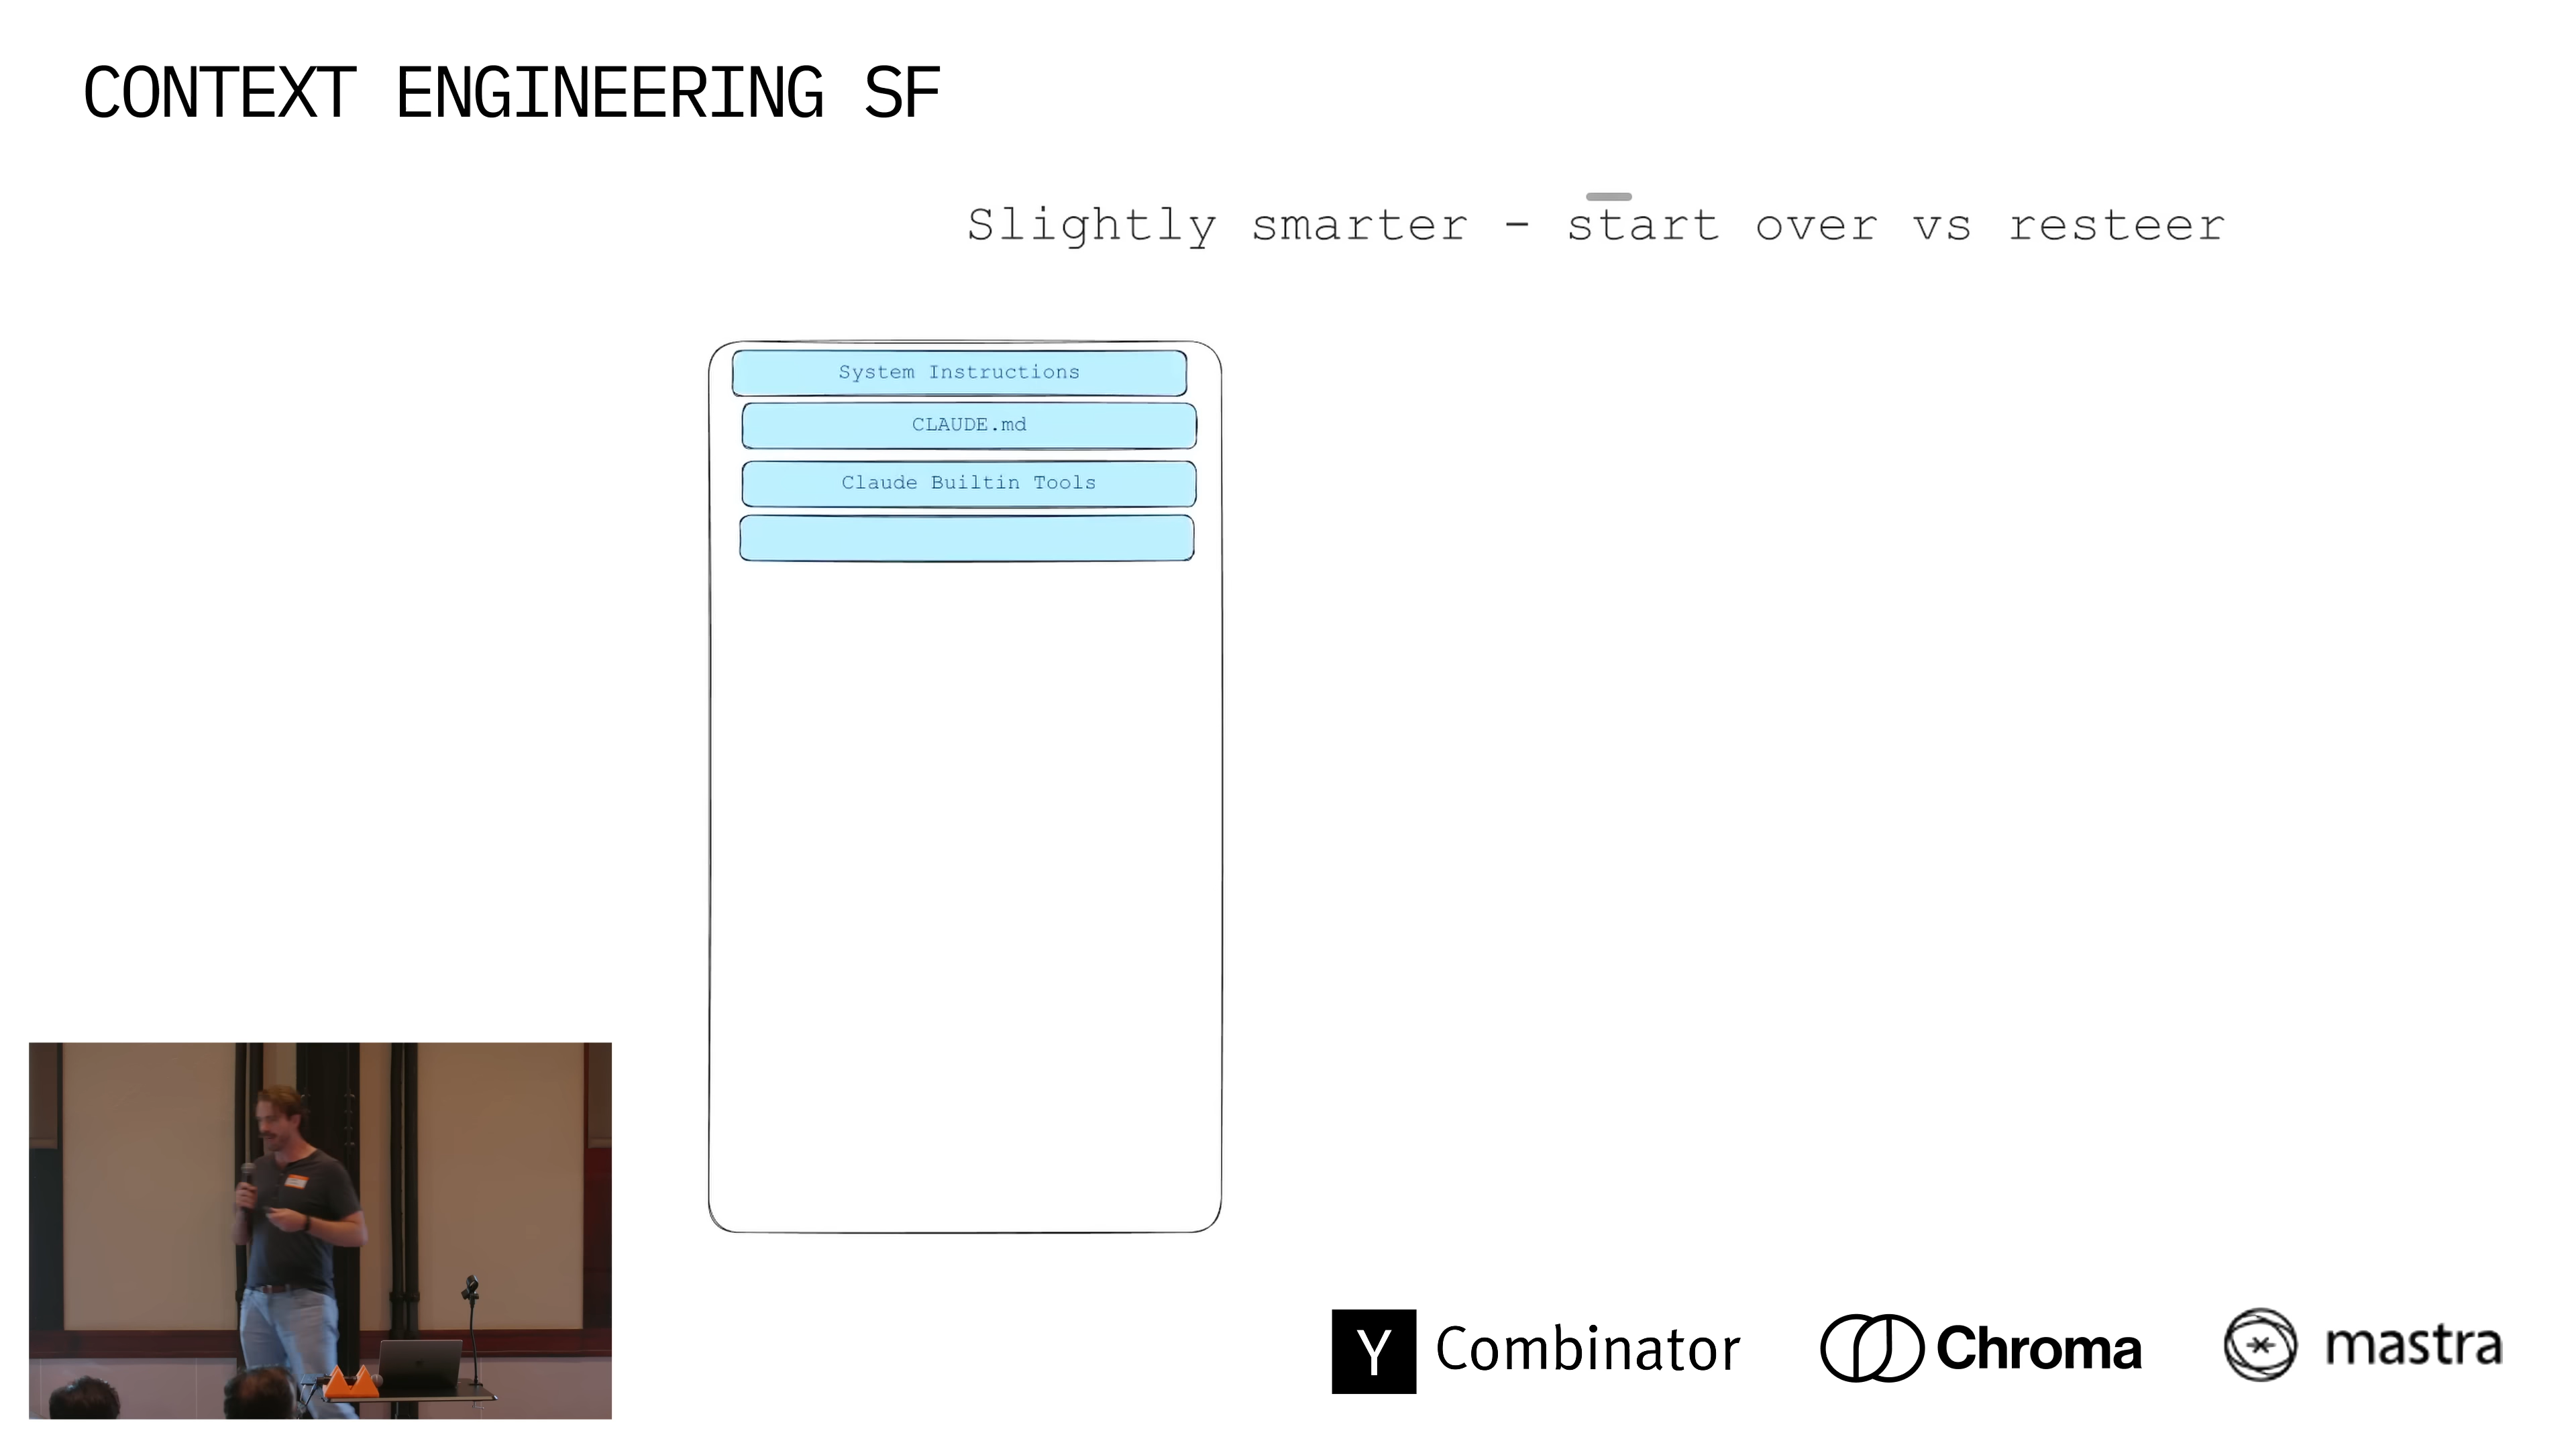 CONTEXT ENGINEERING SF
Slightly smarter - start over vs resteer
System Instructions
CLAUDE.md
Claude Builtin Tools
Y Combinator
Chroma
mastra